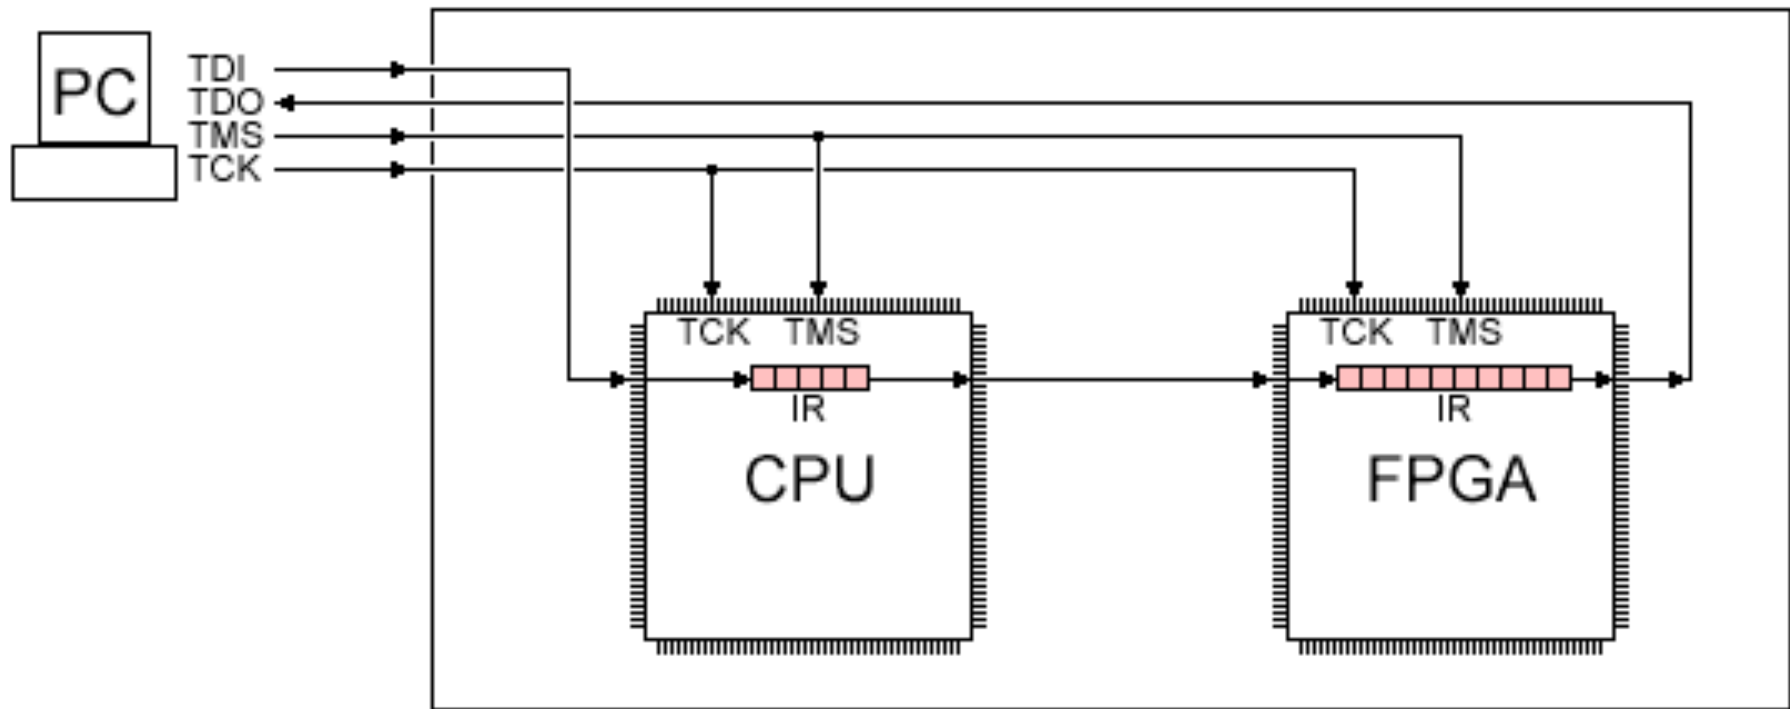 PC
TDI
TDO
TMS
TCK
TCK TMS
IR
CPU
TCK TMS
IR
FPGA